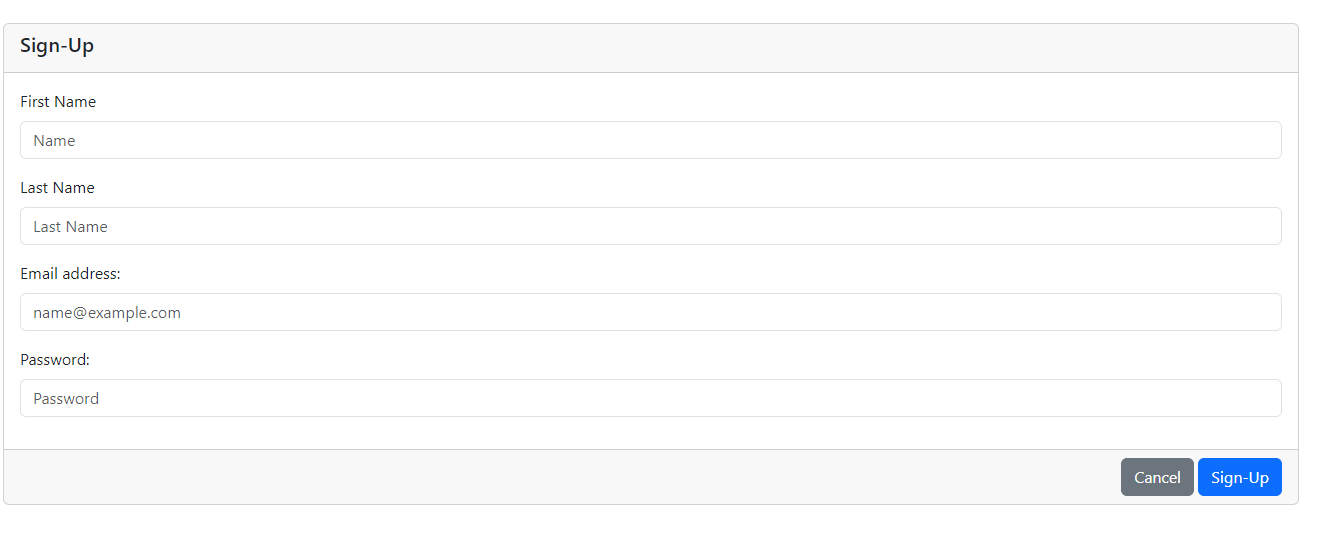 Sign-Up
First Name
Name
Last Name
Last Name
Email address:
name@example.com
Password:
Password
Cancel Sign-Up